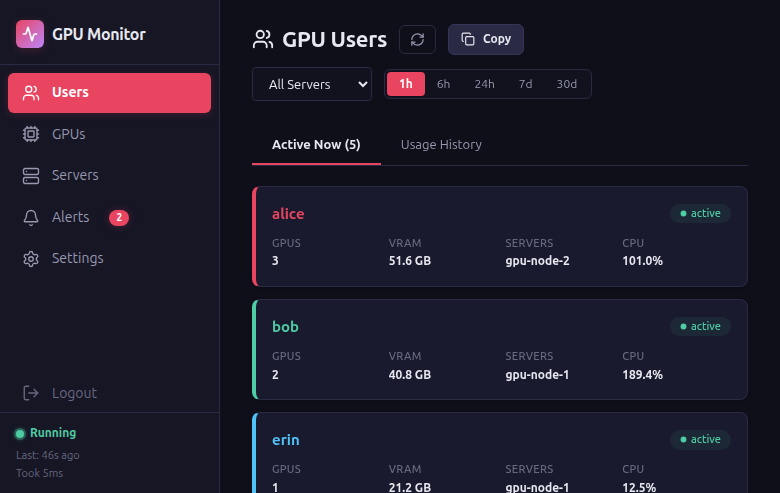 GPU Monitor
Users
GPUs
Servers
Alerts 2
Settings
Logout
Running
Last: 46s ago
Took 5ms
GPU Users Copy
All Servers 1h 6h 24h 7d 30d
Active Now (5) Usage History
alice active
GPUS VRAM SERVERS CPU
3 51.6 GB gpu-node-2 101.0%
bob active
GPUS VRAM SERVERS CPU
2 40.8 GB gpu-node-1 189.4%
erin active
GPUS VRAM SERVERS CPU
1 21.2 GB gpu-node-1 12.5%